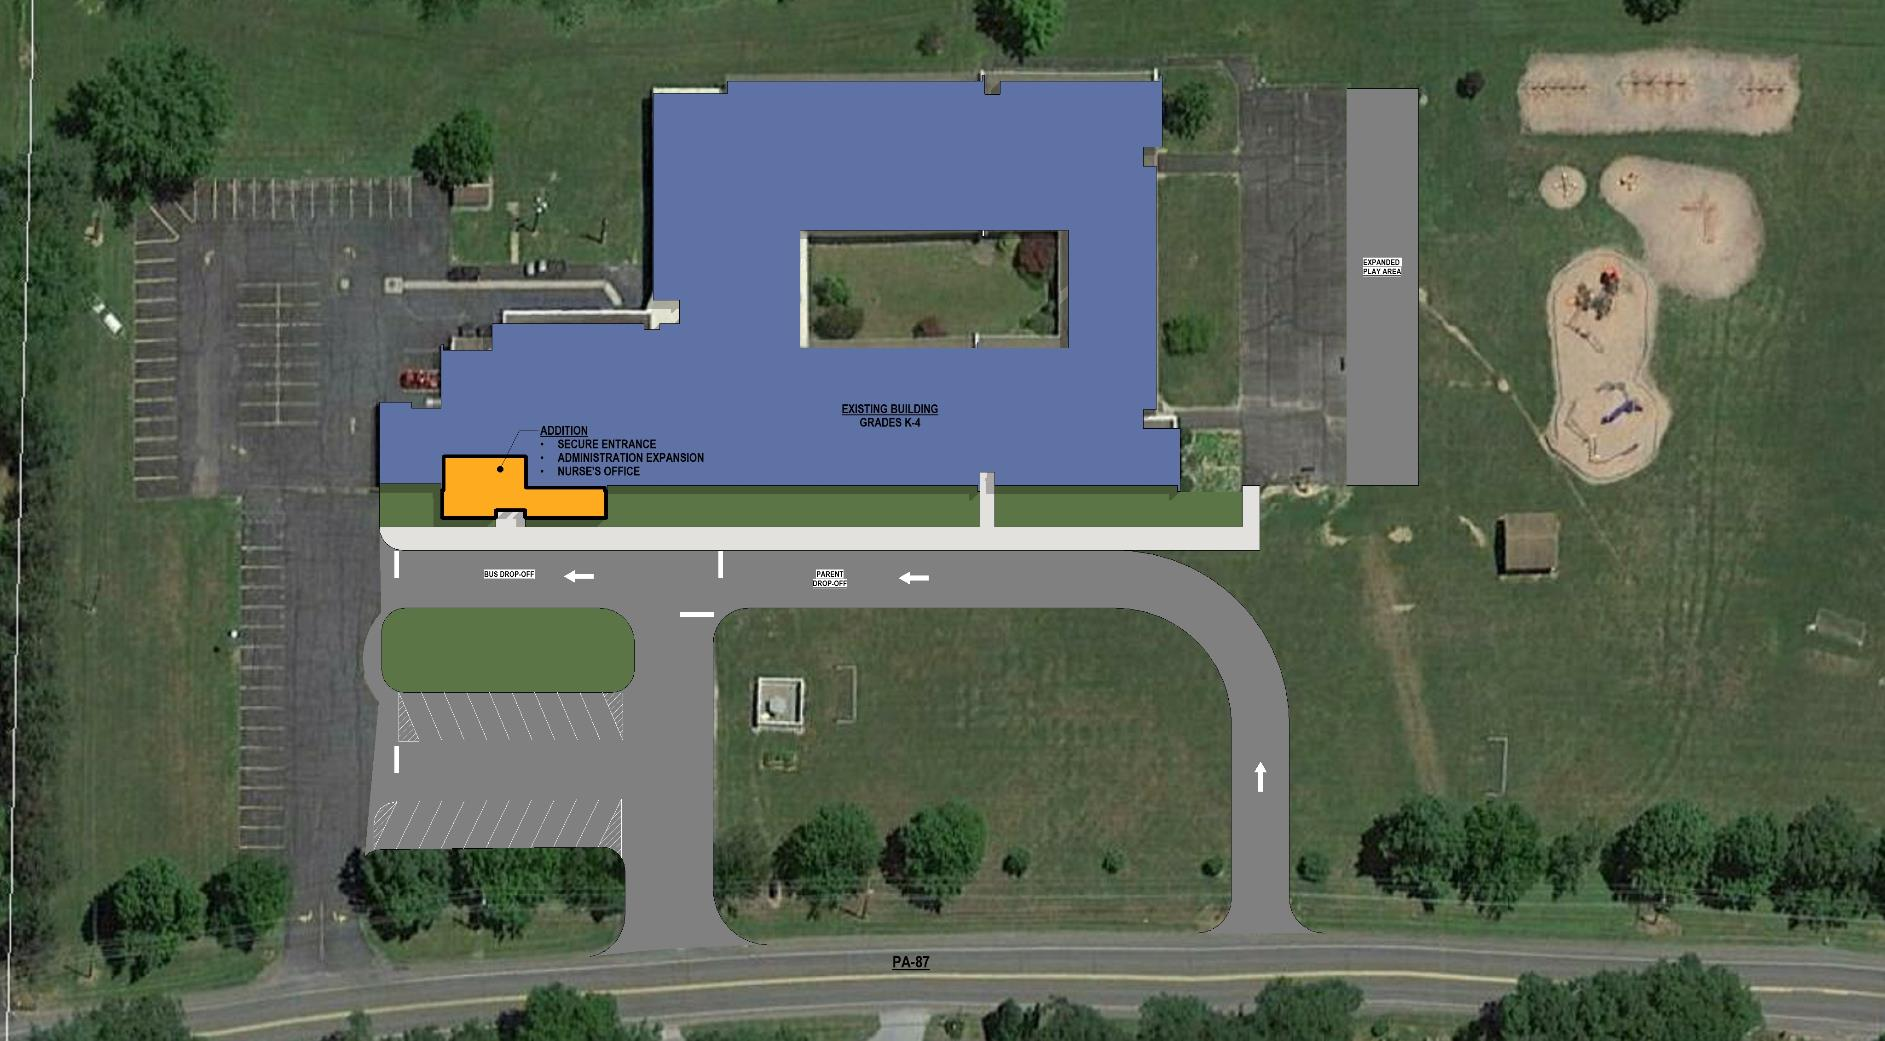 EXPANDED
PLAY AREA
EXISTING BUILDING
GRADES K-4
ADDITION
• SECURE ENTRANCE
• ADMINISTRATION EXPANSION
• NURSE'S OFFICE
BUS DROP-OFF
PARENT
DROP-OFF
PA-87